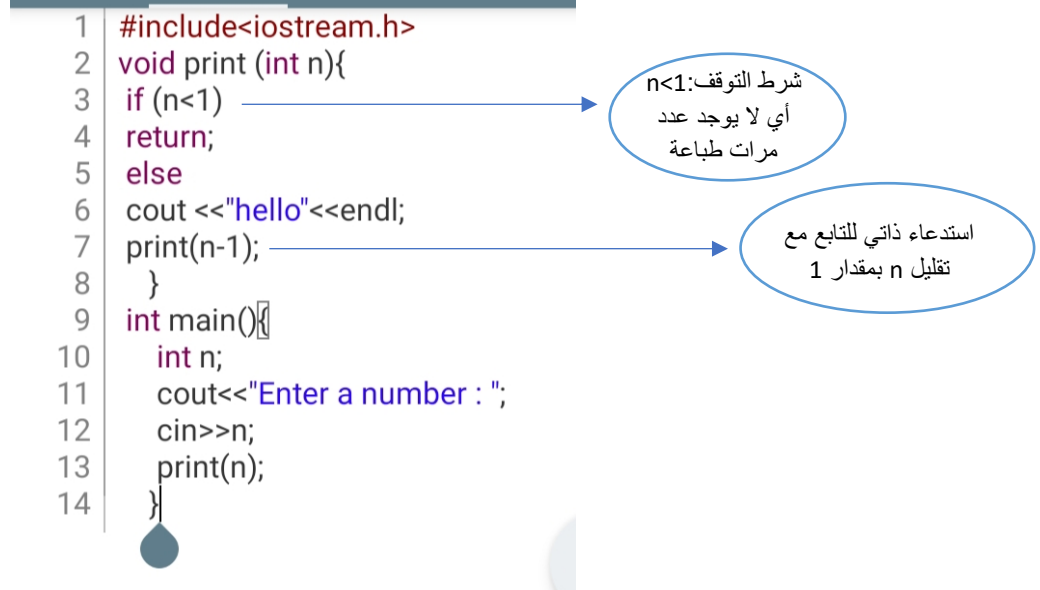 1 #include<iostream.h>
2 void print (int n){
3 if (n<1)
شرط التوقف:n<1
أي لا يوجد عدد
مرات طباعة
4 return;
5 else
6 cout <<"hello"<<endl;
7 print(n-1);
استدعاء ذاتي للتابع مع
تقليل n بمقدار 1
8 }
9 int main(){
10 int n;
11 cout<<"Enter a number : ";
12 cin>>n;
13 print(n);
14 }